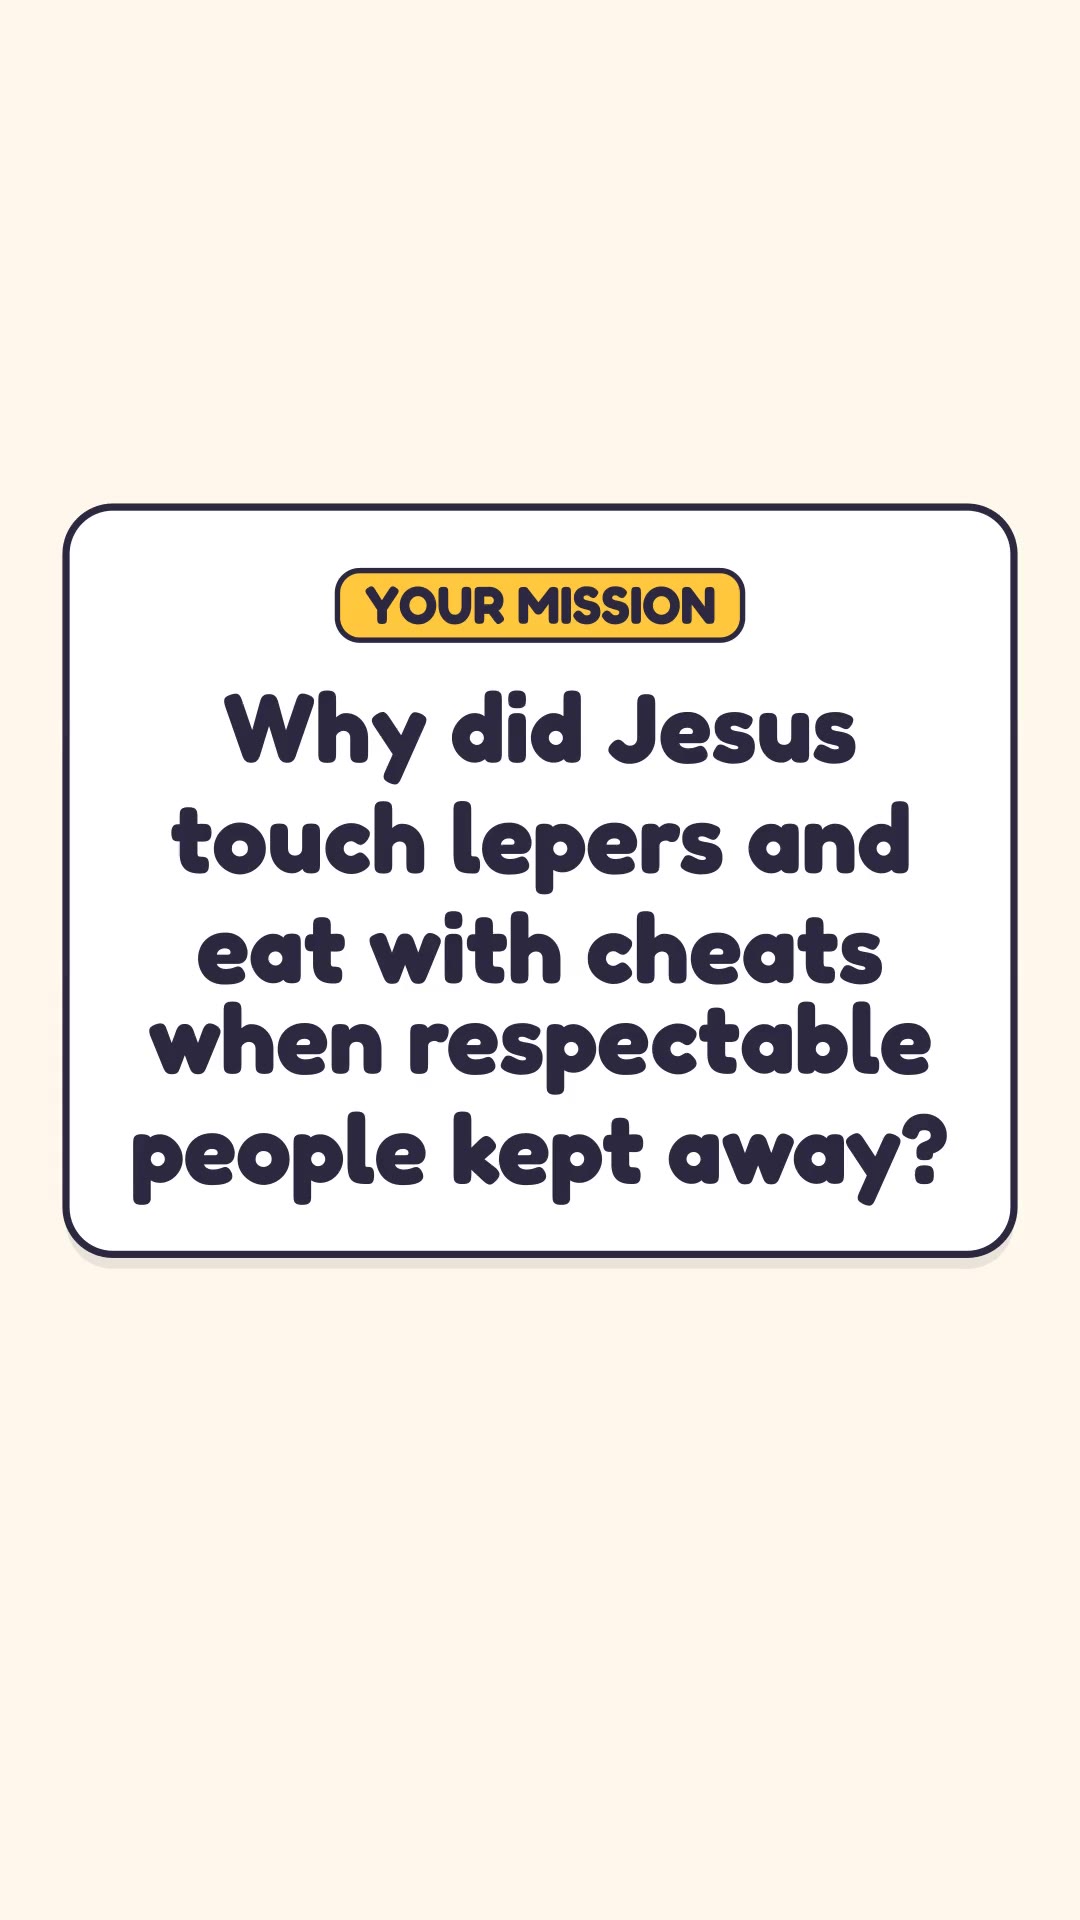 YOUR MISSION
Why did Jesus
touch lepers and
eat with cheats
when respectable
people kept away?